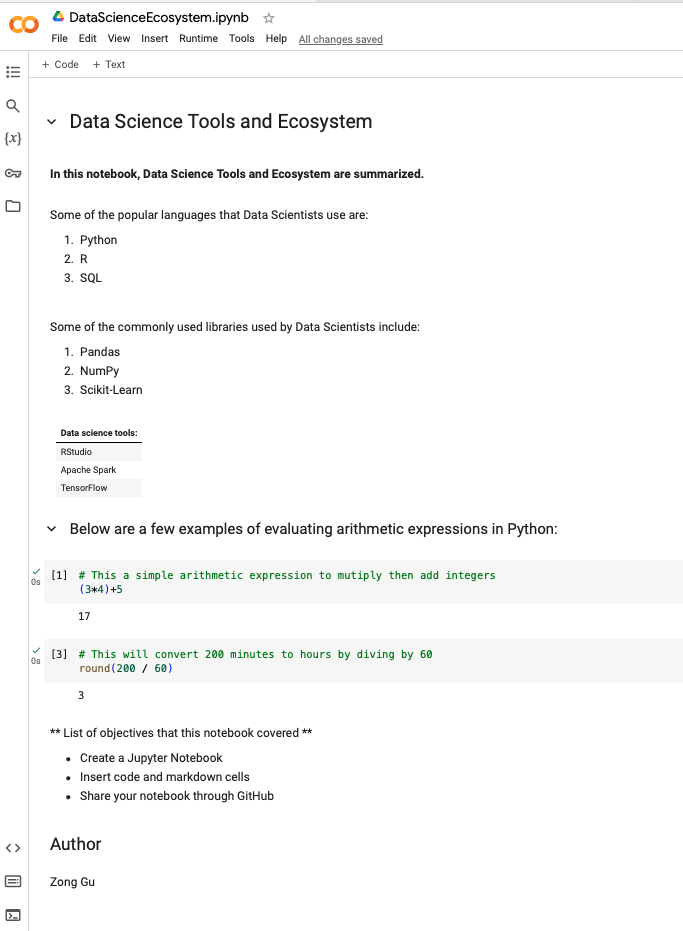 DataScienceEcosystem.ipynb
File Edit View Insert Runtime Tools Help All changes saved
+ Code + Text
Data Science Tools and Ecosystem
In this notebook, Data Science Tools and Ecosystem are summarized.
Some of the popular languages that Data Scientists use are:
1. Python
2. R
3. SQL
Some of the commonly used libraries used by Data Scientists include:
1. Pandas
2. NumPy
3. Scikit-Learn
Data science tools:
RStudio
Apache Spark
TensorFlow
Below are a few examples of evaluating arithmetic expressions in Python:
[1] # This a simple arithmetic expression to mutiply then add integers
0s (3*4)+5
17
[3] # This will convert 200 minutes to hours by diving by 60
0s round(200 / 60)
3
** List of objectives that this notebook covered **
• Create a Jupyter Notebook
• Insert code and markdown cells
• Share your notebook through GitHub
Author
Zong Gu